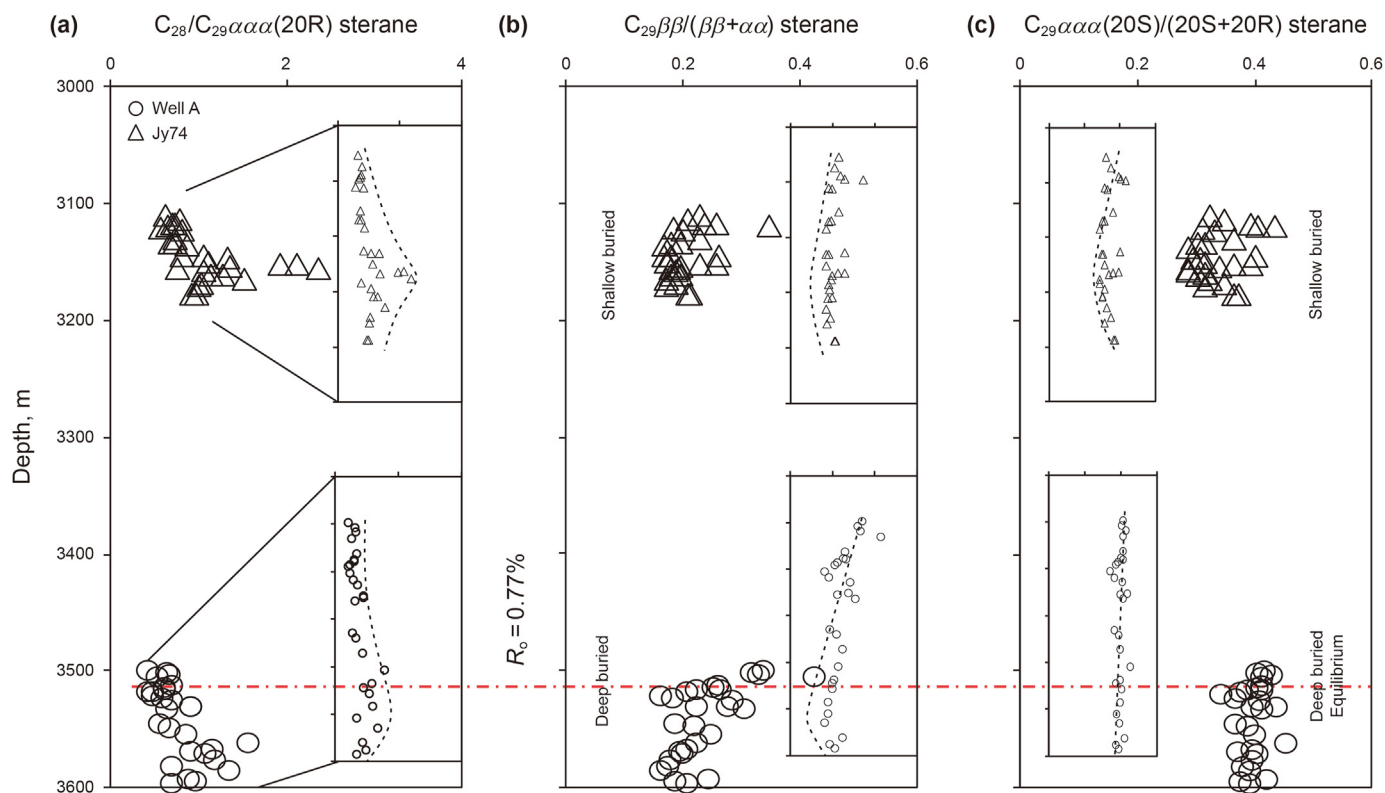 (a) C₂₈/C₂₉ααα(20R) sterane
(b) C₂₉ββ/(ββ+αα) sterane
(c) C₂₉ααα(20S)/(20S+20R) sterane
0 2 4
0 0.2 0.4 0.6
0 0.2 0.4 0.6
Depth, m
3000
3100
3200
3300
3400
3500
3600
Well A
Jy74
Shallow buried
Deep buried
Rₒ = 0.77%
Shallow buried
Deep buried
Equilibrium